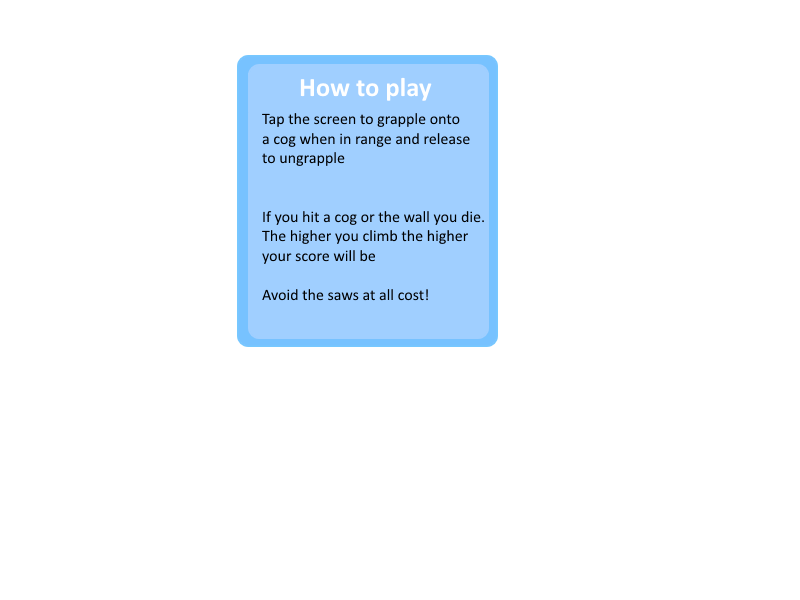 How to play
Tap the screen to grapple onto
a cog when in range and release
to ungrapple
If you hit a cog or the wall you die.
The higher you climb the higher
your score will be
Avoid the saws at all cost!